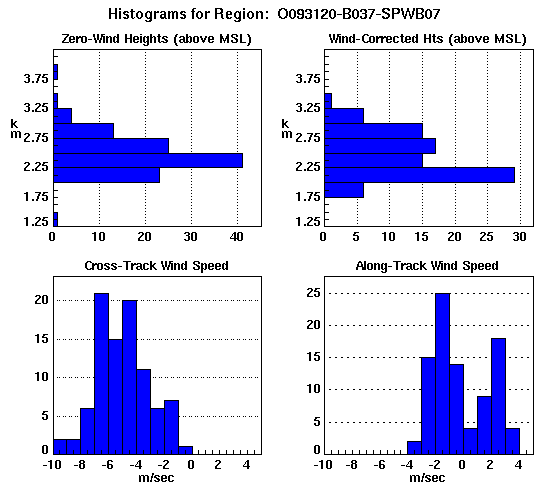 Histograms for Region: O093120-B037-SPWB07
Zero-Wind Heights (above MSL)
Wind-Corrected Hts (above MSL)
3.75
3.25
k
m 2.75
2.25
1.75
1.25
0 10 20 30 40
3.75
3.25
k
m 2.75
2.25
1.75
1.25
0 5 10 15 20 25 30
Cross-Track Wind Speed
Along-Track Wind Speed
20
15
10
5
0
-10 -8 -6 -4 -2 0 2 4
m/sec
25
20
15
10
5
0
-10 -8 -6 -4 -2 0 2 4
m/sec